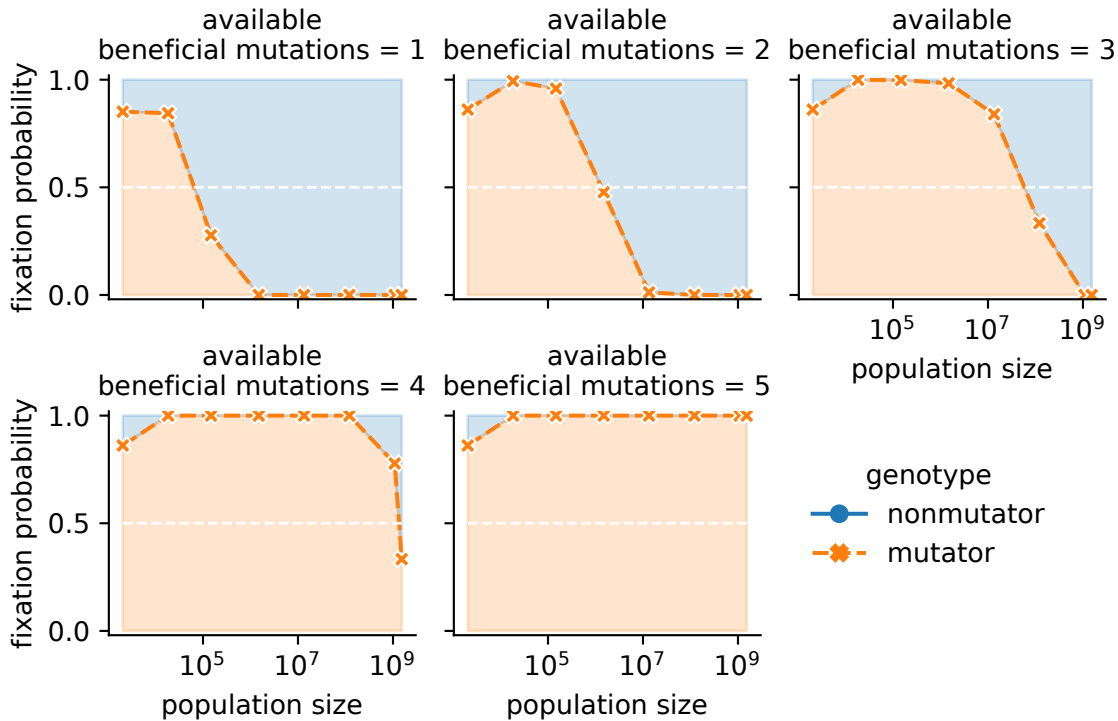 available
beneficial mutations = 1
available
beneficial mutations = 2
available
beneficial mutations = 3
fixation probability
1.0
0.5
0.0
10^5
10^7
10^9
population size
available
beneficial mutations = 4
available
beneficial mutations = 5
fixation probability
1.0
0.5
0.0
10^5
10^7
10^9
population size
10^5
10^7
10^9
population size
genotype
nonmutator
mutator